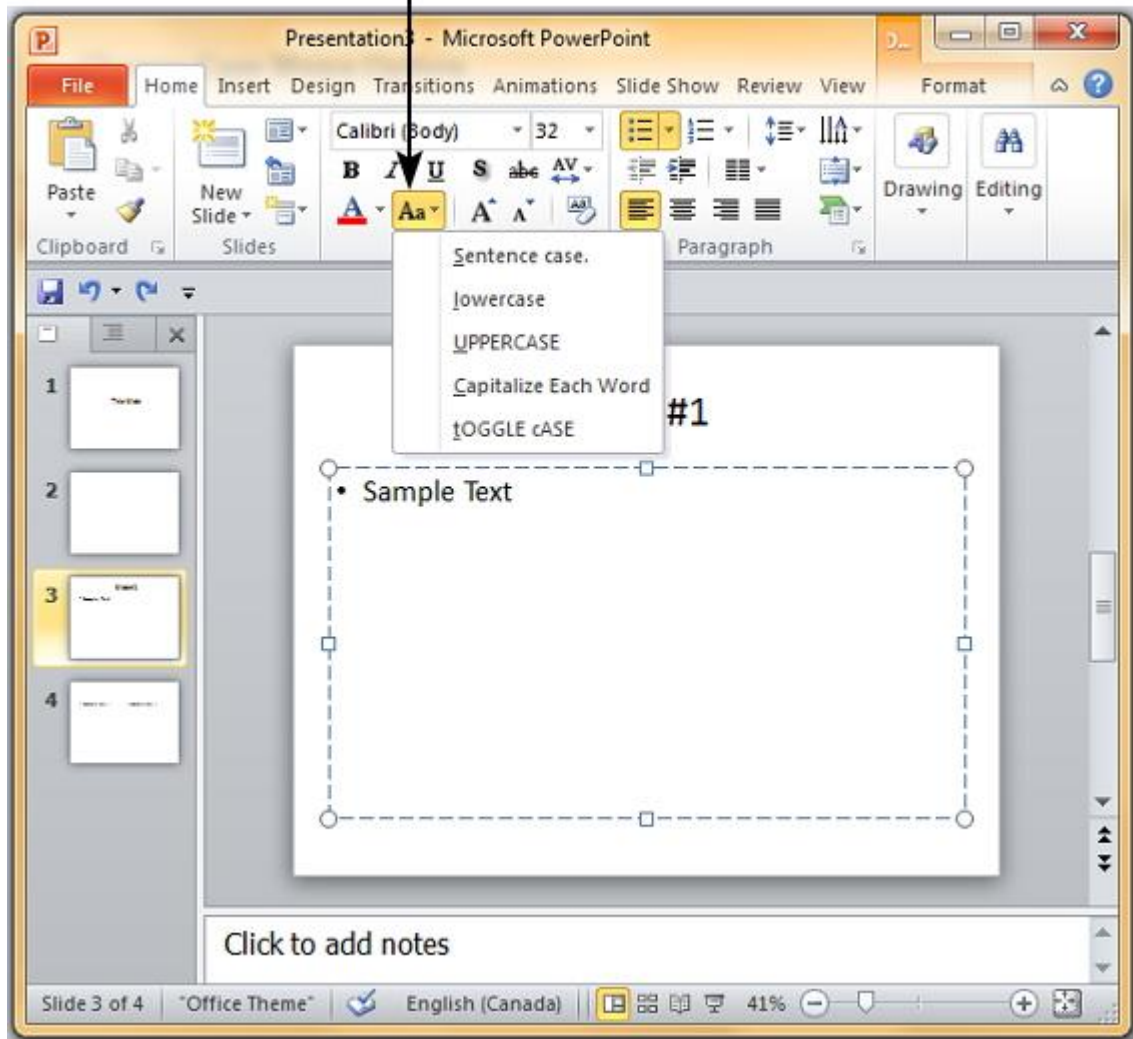 Presentation3 - Microsoft PowerPoint
File Home Insert Design Transitions Animations Slide Show Review View Format
Calibri (Body) 32
B I U S abc AV
Paste New Slide Drawing Editing
A Aa A A
Clipboard Slides Paragraph
Sentence case.
lowercase
UPPERCASE
Capitalize Each Word
tOGGLE cASE
1
2
3
4
#1
• Sample Text
Click to add notes
Slide 3 of 4 "Office Theme" English (Canada) 41%